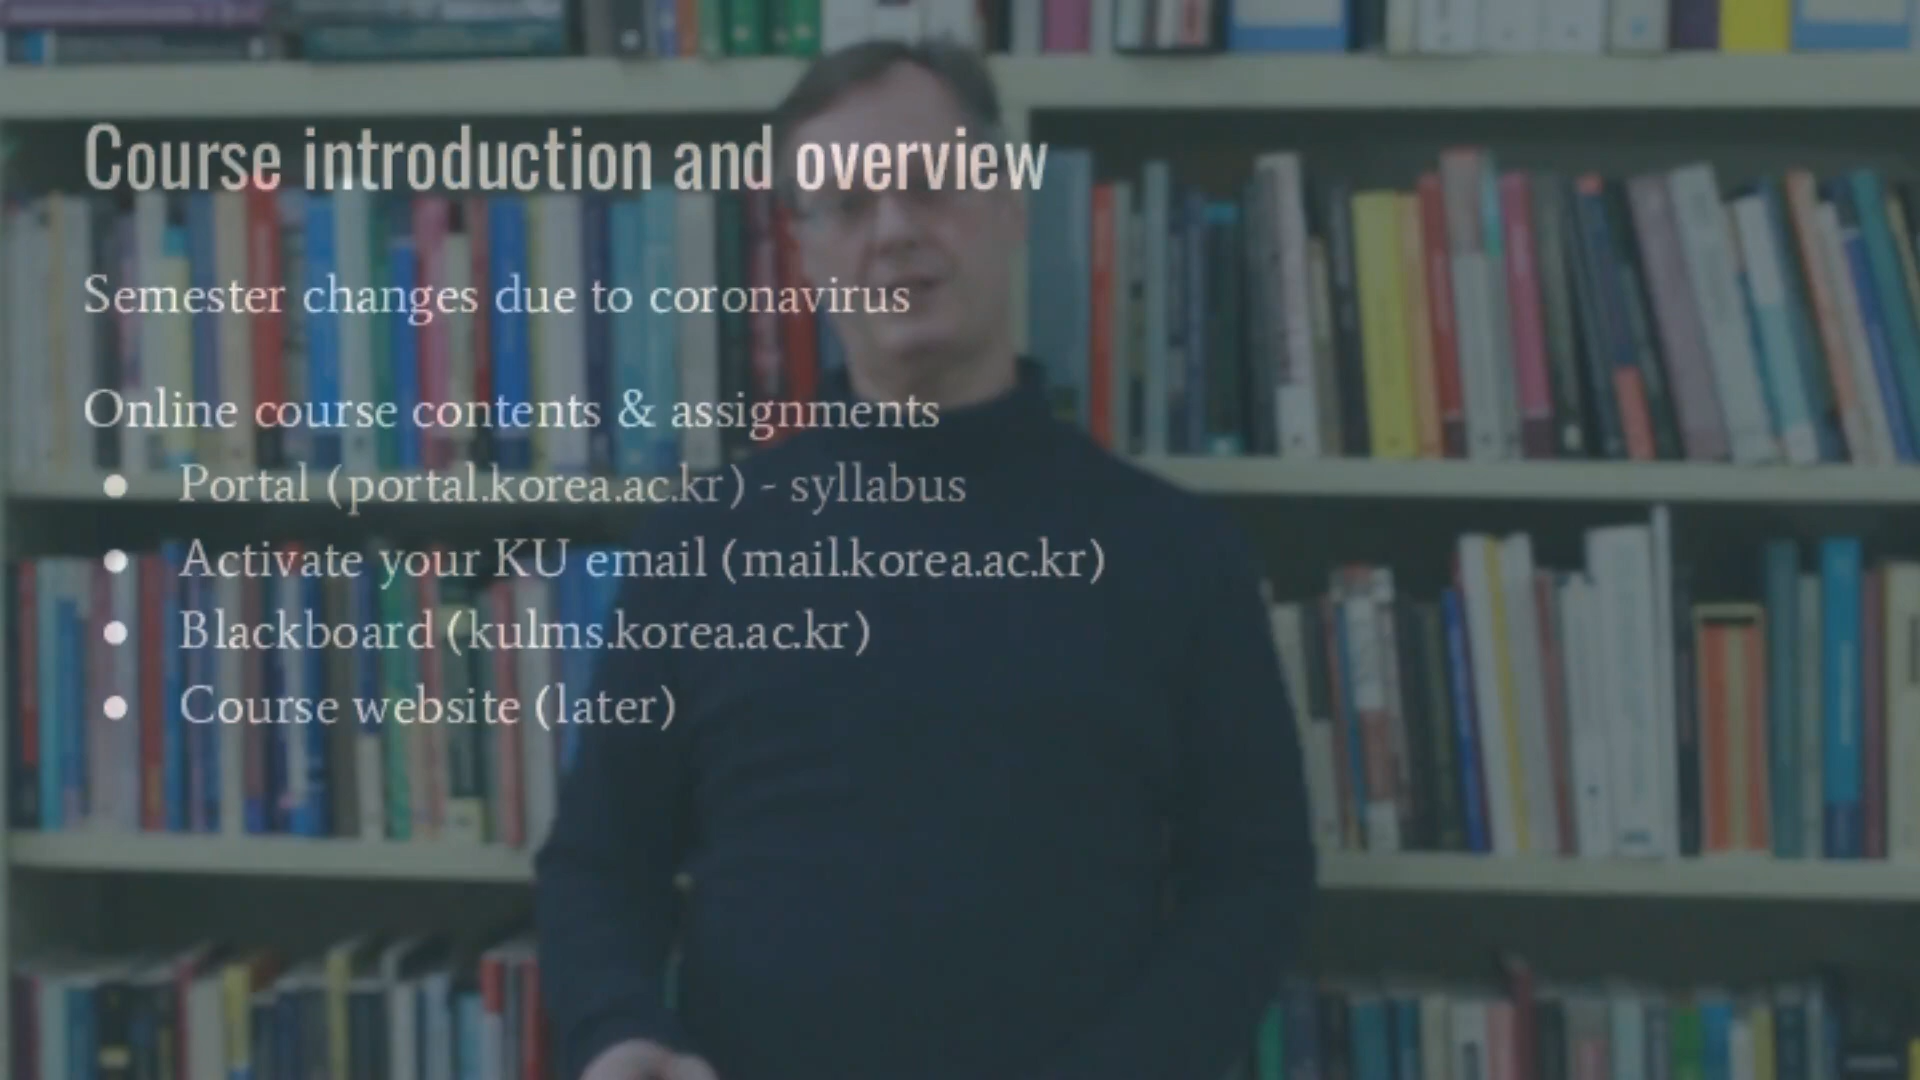 Course introduction and overview
Semester changes due to coronavirus
Online course contents & assignments
● Portal (portal.korea.ac.kr) - syllabus
● Activate your KU email (mail.korea.ac.kr)
● Blackboard (kulms.korea.ac.kr)
● Course website (later)